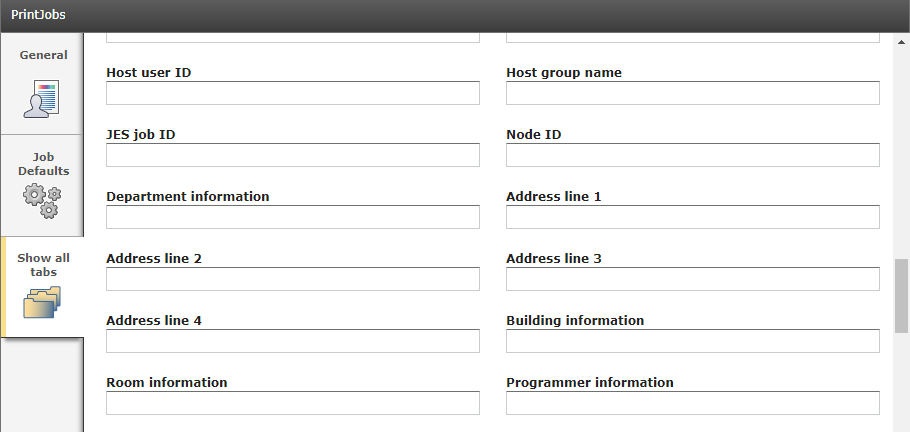 PrintJobs
General
Job
Defaults
Show all
tabs
Host user ID
Host group name
JES job ID
Node ID
Department information
Address line 1
Address line 2
Address line 3
Address line 4
Building information
Room information
Programmer information